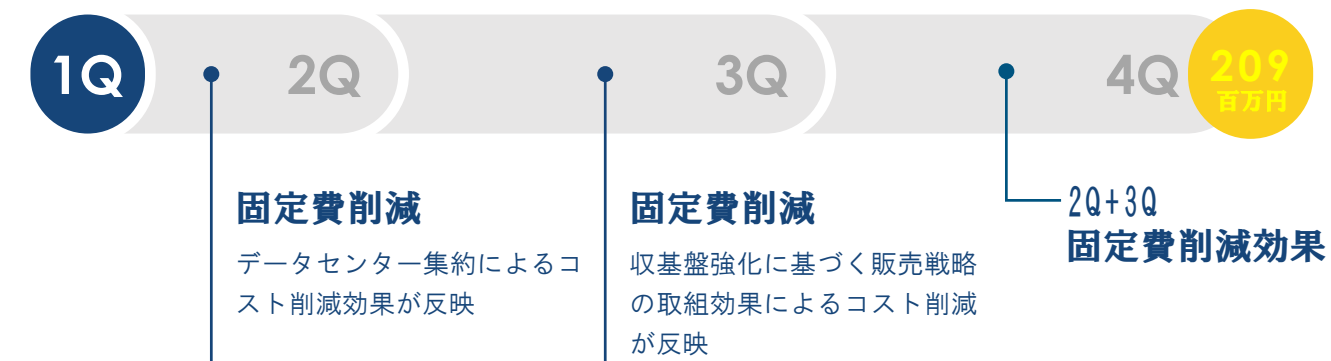 1Q
2Q
3Q
4Q
209
百万円
固定費削減
データセンター集約によるコ
スト削減効果が反映
固定費削減
収基盤強化に基づく販売戦略
の取組効果によるコスト削減
が反映
2Q+3Q
固定費削減効果